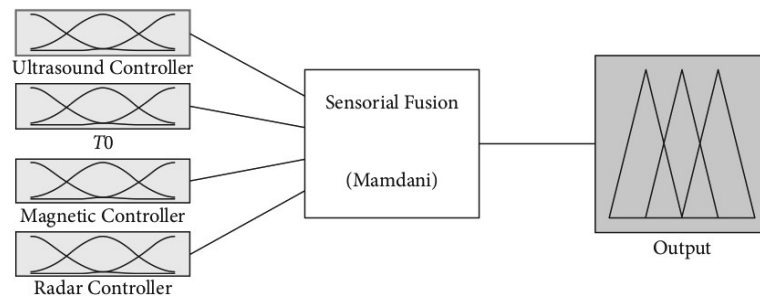 Ultrasound Controller
T0
Magnetic Controller
Radar Controller
Sensorial Fusion
(Mamdani)
Output